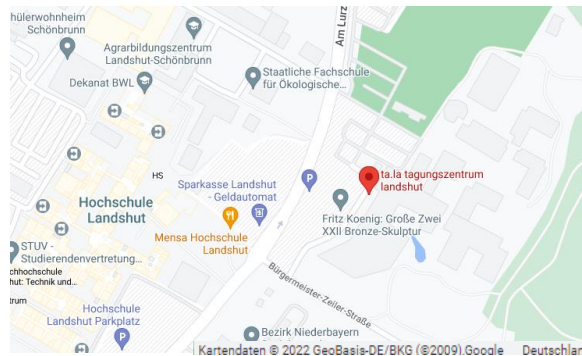 hülerwohnheim
Schönbrunn
Agrarbildungszentrum
Landshut-Schönbrunn
Am Lurz
Dekanat BWL
Staatliche Fachschule
für Ökologische...
HS
Sparkasse Landshut
- Geldautomat
P
ta.la tagungszentrum
landshut
Hochschule
Landshut
Mensa Hochschule
Landshut
Fritz Koenig: Große Zwei
XXII Bronze-Skulptur
STUV -
Studierendenvertretung...
chhochschule
hut: Technik und...
trum
Hochschule
Landshut Parkplatz
P
Bürgermeister-Zeiler-Straße
Bezirk Niederbayern
Kartendaten © 2022 GeoBasis-DE/BKG (©2009),Google Deutschlan